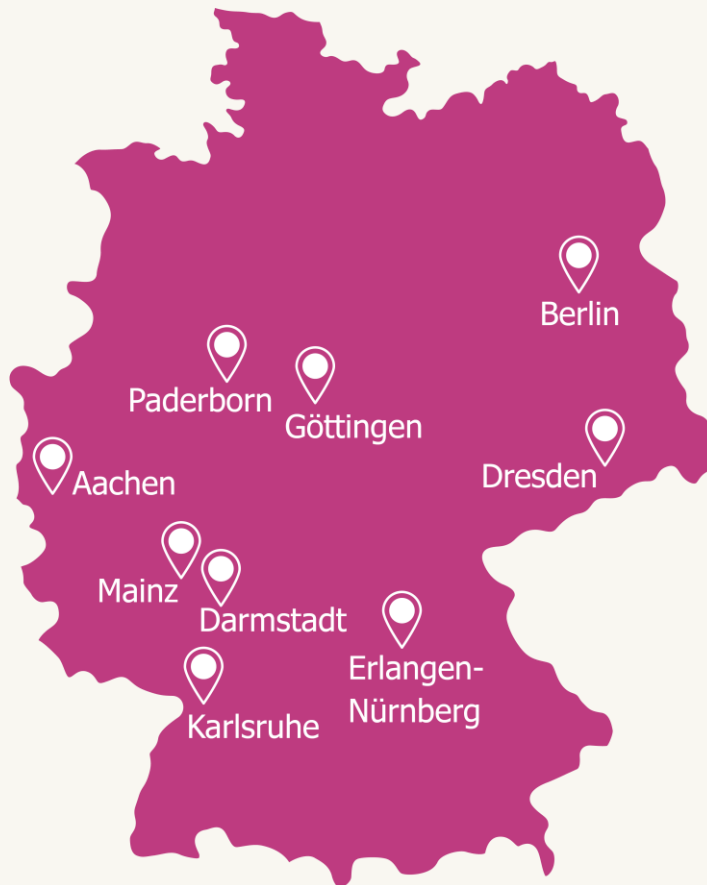 Berlin
Paderborn
Göttingen
Dresden
Aachen
Mainz
Darmstadt
Erlangen-
Nürnberg
Karlsruhe